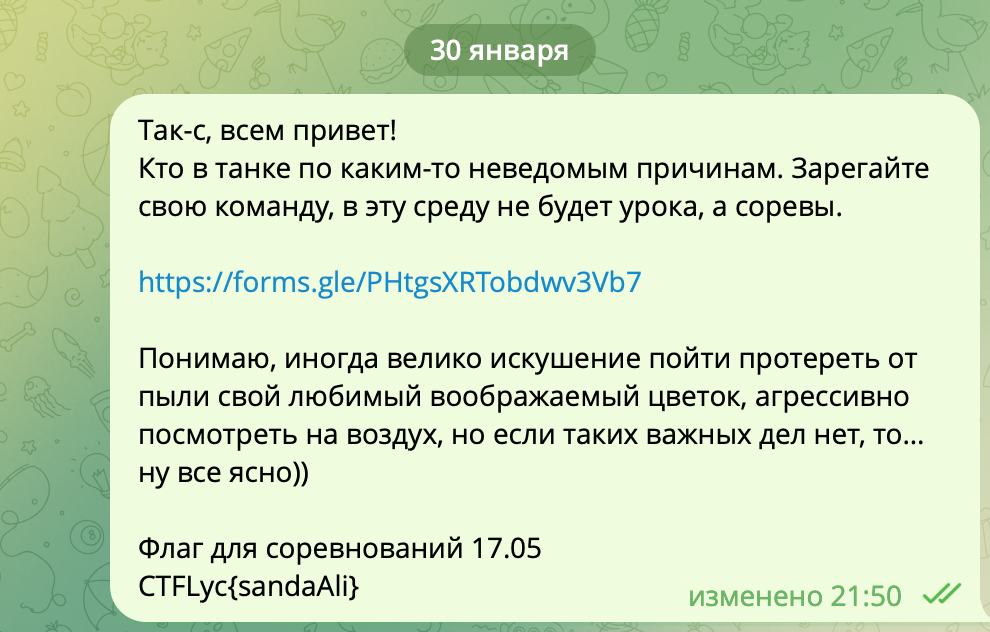 30 января
Так-с, всем привет!
Кто в танке по каким-то неведомым причинам. Зарегайте
свою команду, в эту среду не будет урока, а соревы.
https://forms.gle/PHtgsXRTobdwv3Vb7
Понимаю, иногда велико искушение пойти протереть от
пыли свой любимый воображаемый цветок, агрессивно
посмотреть на воздух, но если таких важных дел нет, то...
ну все ясно))
Флаг для соревнований 17.05
CTFLyc{sandaAli}
изменено 21:50